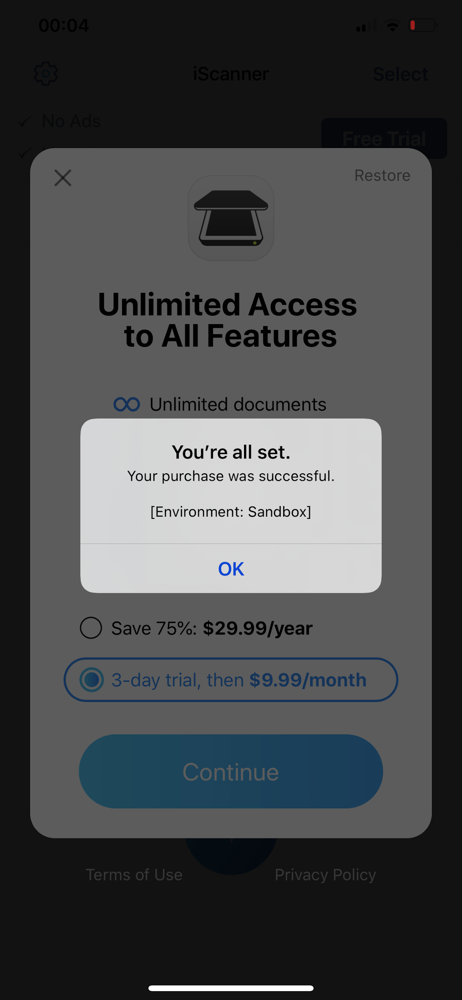 00:04
iScanner
Select
No Ads
Free Trial
Restore
Unlimited Access
to All Features
Unlimited documents
You're all set.
Your purchase was successful.
[Environment: Sandbox]
OK
Save 75%: $29.99/year
3-day trial, then $9.99/month
Continue
Terms of Use
Privacy Policy